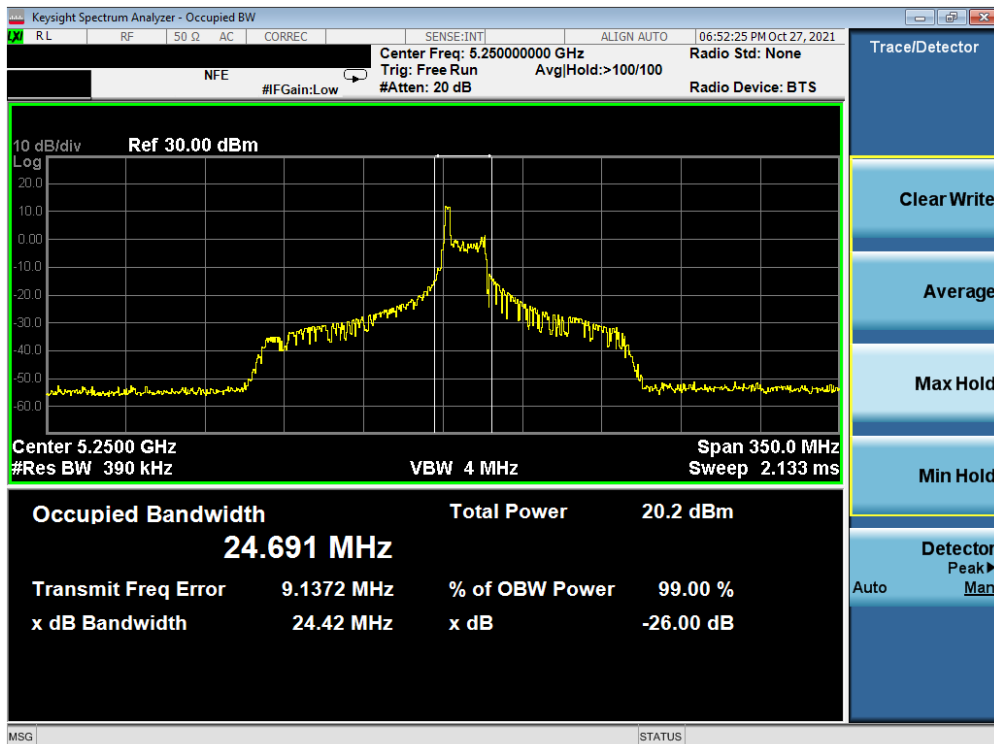 Keysight Spectrum Analyzer - Occupied BW
LXI RL RF 50 Ω AC CORREC SENSE:INT ALIGN AUTO 06:52:25 PM Oct 27, 2021
Center Freq: 5.250000000 GHz Radio Std: None
NFE Trig: Free Run Avg|Hold:>100/100
#IFGain:Low #Atten: 20 dB Radio Device: BTS
Trace/Detector
10 dB/div Ref 30.00 dBm
Log
20.0
10.0
0.00
-10.0
-20.0
-30.0
-40.0
-50.0
-60.0
Center 5.2500 GHz Span 350.0 MHz
#Res BW 390 kHz VBW 4 MHz Sweep 2.133 ms
Occupied Bandwidth Total Power 20.2 dBm
24.691 MHz
Transmit Freq Error 9.1372 MHz % of OBW Power 99.00 %
x dB Bandwidth 24.42 MHz x dB -26.00 dB
Clear Write
Average
Max Hold
Min Hold
Detector
Peak▶
Auto Man
MSG STATUS